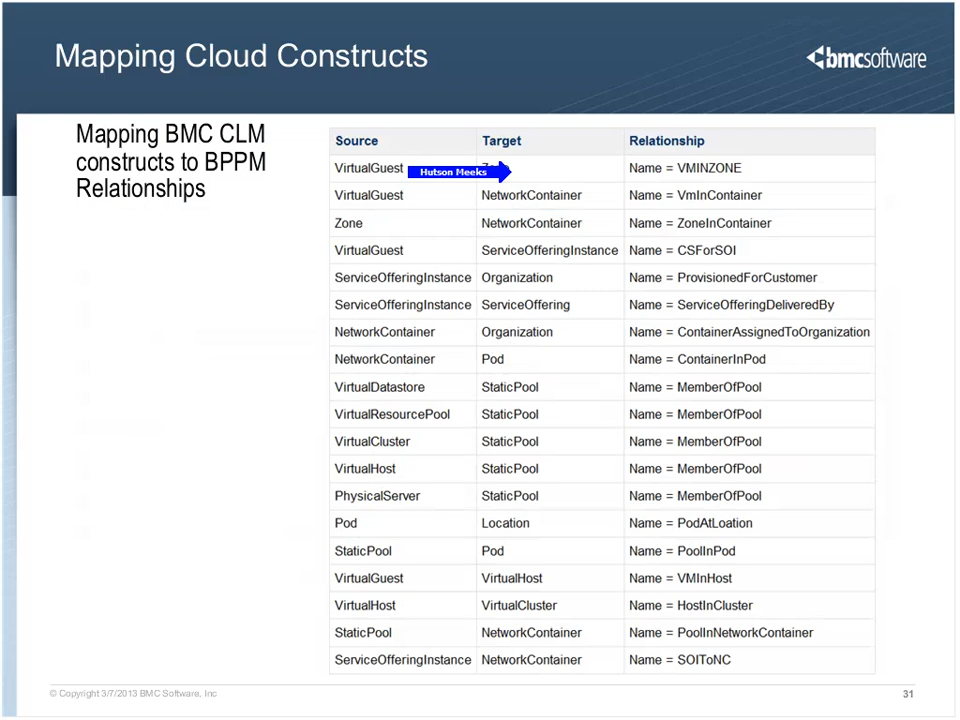 Mapping Cloud Constructs
bmcsoftware
Mapping BMC CLM
constructs to BPPM
Relationships
Source Target Relationship
VirtualGuest Hutson Meeks Name = VMINZONE
VirtualGuest NetworkContainer Name = VmInContainer
Zone NetworkContainer Name = ZoneInContainer
VirtualGuest ServiceOfferingInstance Name = CSForSOI
ServiceOfferingInstance Organization Name = ProvisionedForCustomer
ServiceOfferingInstance ServiceOffering Name = ServiceOfferingDeliveredBy
NetworkContainer Organization Name = ContainerAssignedToOrganization
NetworkContainer Pod Name = ContainerInPod
VirtualDatastore StaticPool Name = MemberOfPool
VirtualResourcePool StaticPool Name = MemberOfPool
VirtualCluster StaticPool Name = MemberOfPool
VirtualHost StaticPool Name = MemberOfPool
PhysicalServer StaticPool Name = MemberOfPool
Pod Location Name = PodAtLoation
StaticPool Pod Name = PoolInPod
VirtualGuest VirtualHost Name = VMInHost
VirtualHost VirtualCluster Name = HostInCluster
StaticPool NetworkContainer Name = PoolInNetworkContainer
ServiceOfferingInstance NetworkContainer Name = SOIToNC
© Copyright 3/7/2013 BMC Software, Inc
31